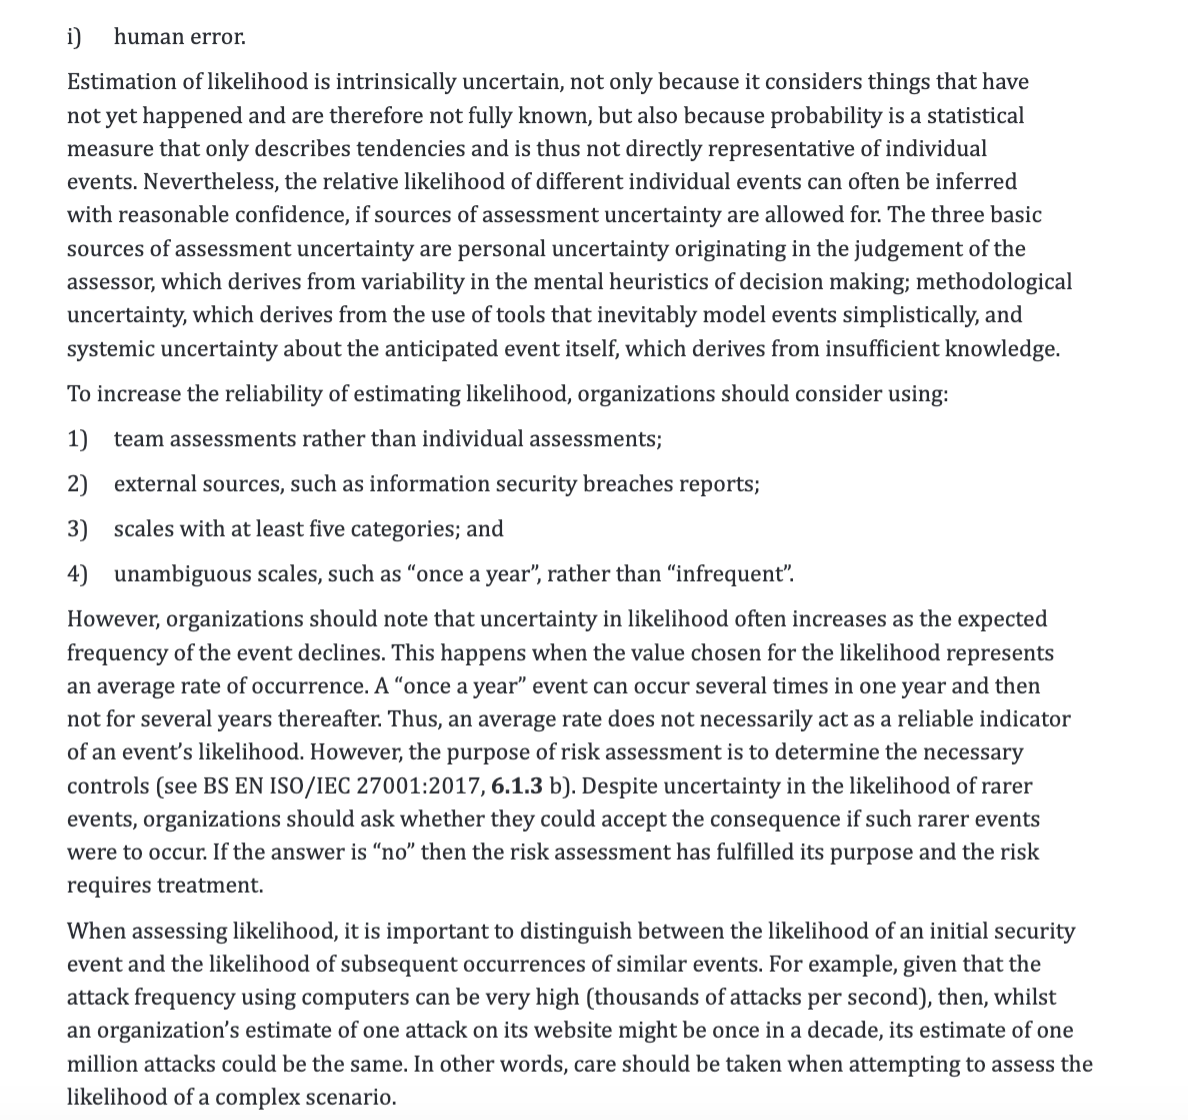 i) human error.
Estimation of likelihood is intrinsically uncertain, not only because it considers things that have
not yet happened and are therefore not fully known, but also because probability is a statistical
measure that only describes tendencies and is thus not directly representative of individual
events. Nevertheless, the relative likelihood of different individual events can often be inferred
with reasonable confidence, if sources of assessment uncertainty are allowed for. The three basic
sources of assessment uncertainty are personal uncertainty originating in the judgement of the
assessor, which derives from variability in the mental heuristics of decision making; methodological
uncertainty, which derives from the use of tools that inevitably model events simplistically, and
systemic uncertainty about the anticipated event itself, which derives from insufficient knowledge.
To increase the reliability of estimating likelihood, organizations should consider using:
1) team assessments rather than individual assessments;
2) external sources, such as information security breaches reports;
3) scales with at least five categories; and
4) unambiguous scales, such as “once a year”, rather than “infrequent”.
However, organizations should note that uncertainty in likelihood often increases as the expected
frequency of the event declines. This happens when the value chosen for the likelihood represents
an average rate of occurrence. A “once a year” event can occur several times in one year and then
not for several years thereafter. Thus, an average rate does not necessarily act as a reliable indicator
of an event’s likelihood. However, the purpose of risk assessment is to determine the necessary
controls (see BS EN ISO/IEC 27001:2017, 6.1.3 b). Despite uncertainty in the likelihood of rarer
events, organizations should ask whether they could accept the consequence if such rarer events
were to occur. If the answer is “no” then the risk assessment has fulfilled its purpose and the risk
requires treatment.
When assessing likelihood, it is important to distinguish between the likelihood of an initial security
event and the likelihood of subsequent occurrences of similar events. For example, given that the
attack frequency using computers can be very high (thousands of attacks per second), then, whilst
an organization’s estimate of one attack on its website might be once in a decade, its estimate of one
million attacks could be the same. In other words, care should be taken when attempting to assess the
likelihood of a complex scenario.